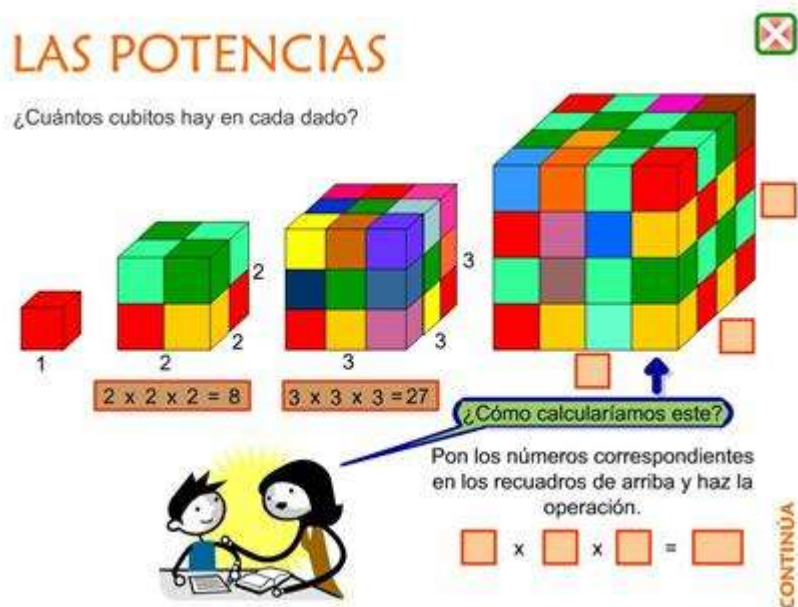 LAS POTENCIAS
¿Cuántos cubitos hay en cada dado?
1
2
2
2
3
3
3
2 x 2 x 2 = 8
3 x 3 x 3 = 27
¿Cómo calcularíamos este?
Pon los números correspondientes
en los recuadros de arriba y haz la
operación.
x x =
CONTINÚA